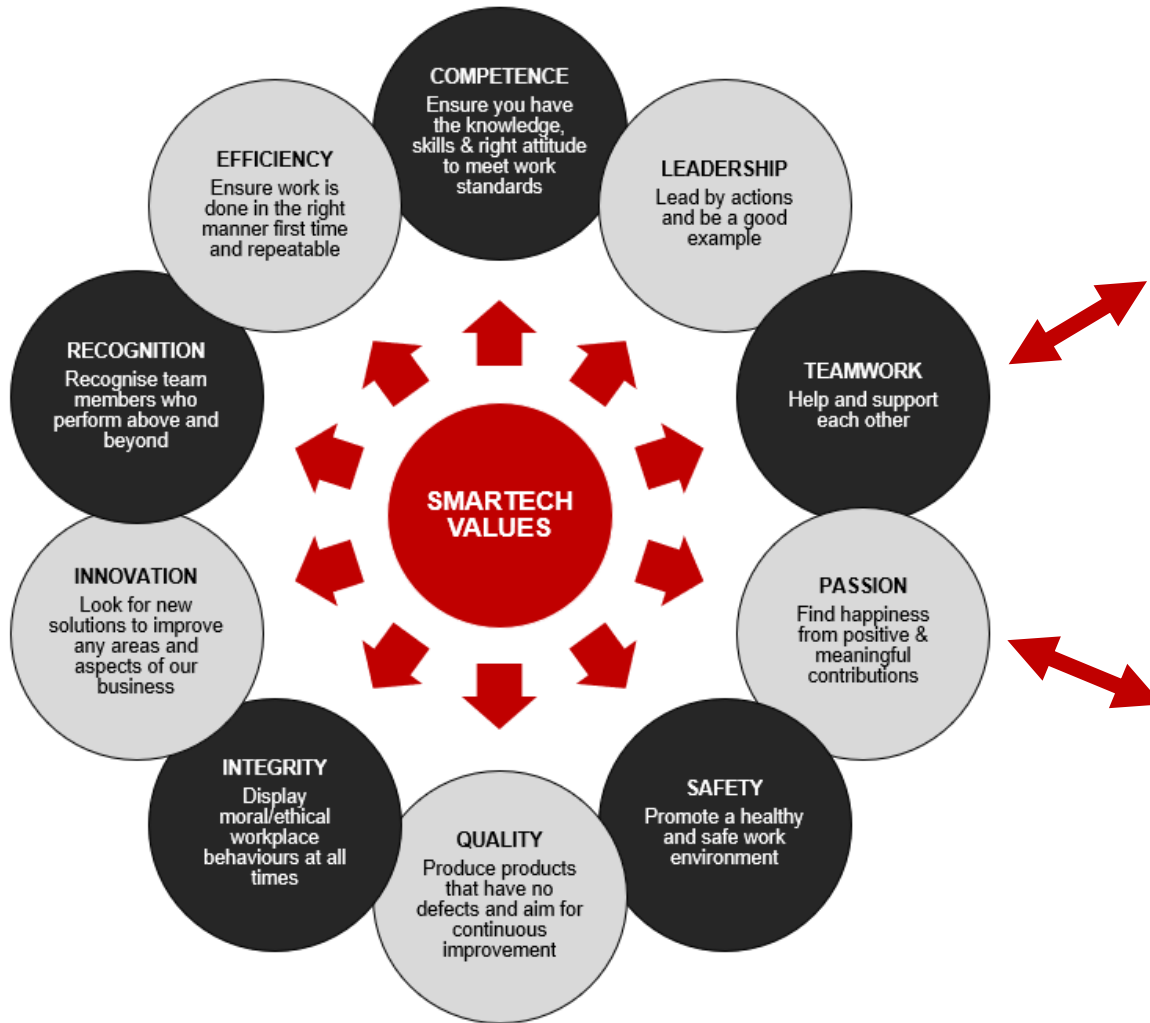 COMPETENCE
Ensure you have
the knowledge,
skills & right attitude
to meet work
standards
LEADERSHIP
Lead by actions
and be a good
example
TEAMWORK
Help and support
each other
PASSION
Find happiness
from positive &
meaningful
contributions
SAFETY
Promote a healthy
and safe work
environment
QUALITY
Produce products
that have no
defects and aim for
continuous
improvement
INTEGRITY
Display
moral/ethical
workplace
behaviours at all
times
INNOVATION
Look for new
solutions to improve
any areas and
aspects of our
business
RECOGNITION
Recognise team
members who
perform above and
beyond
EFFICIENCY
Ensure work is
done in the right
manner first time
and repeatable
SMARTECH
VALUES